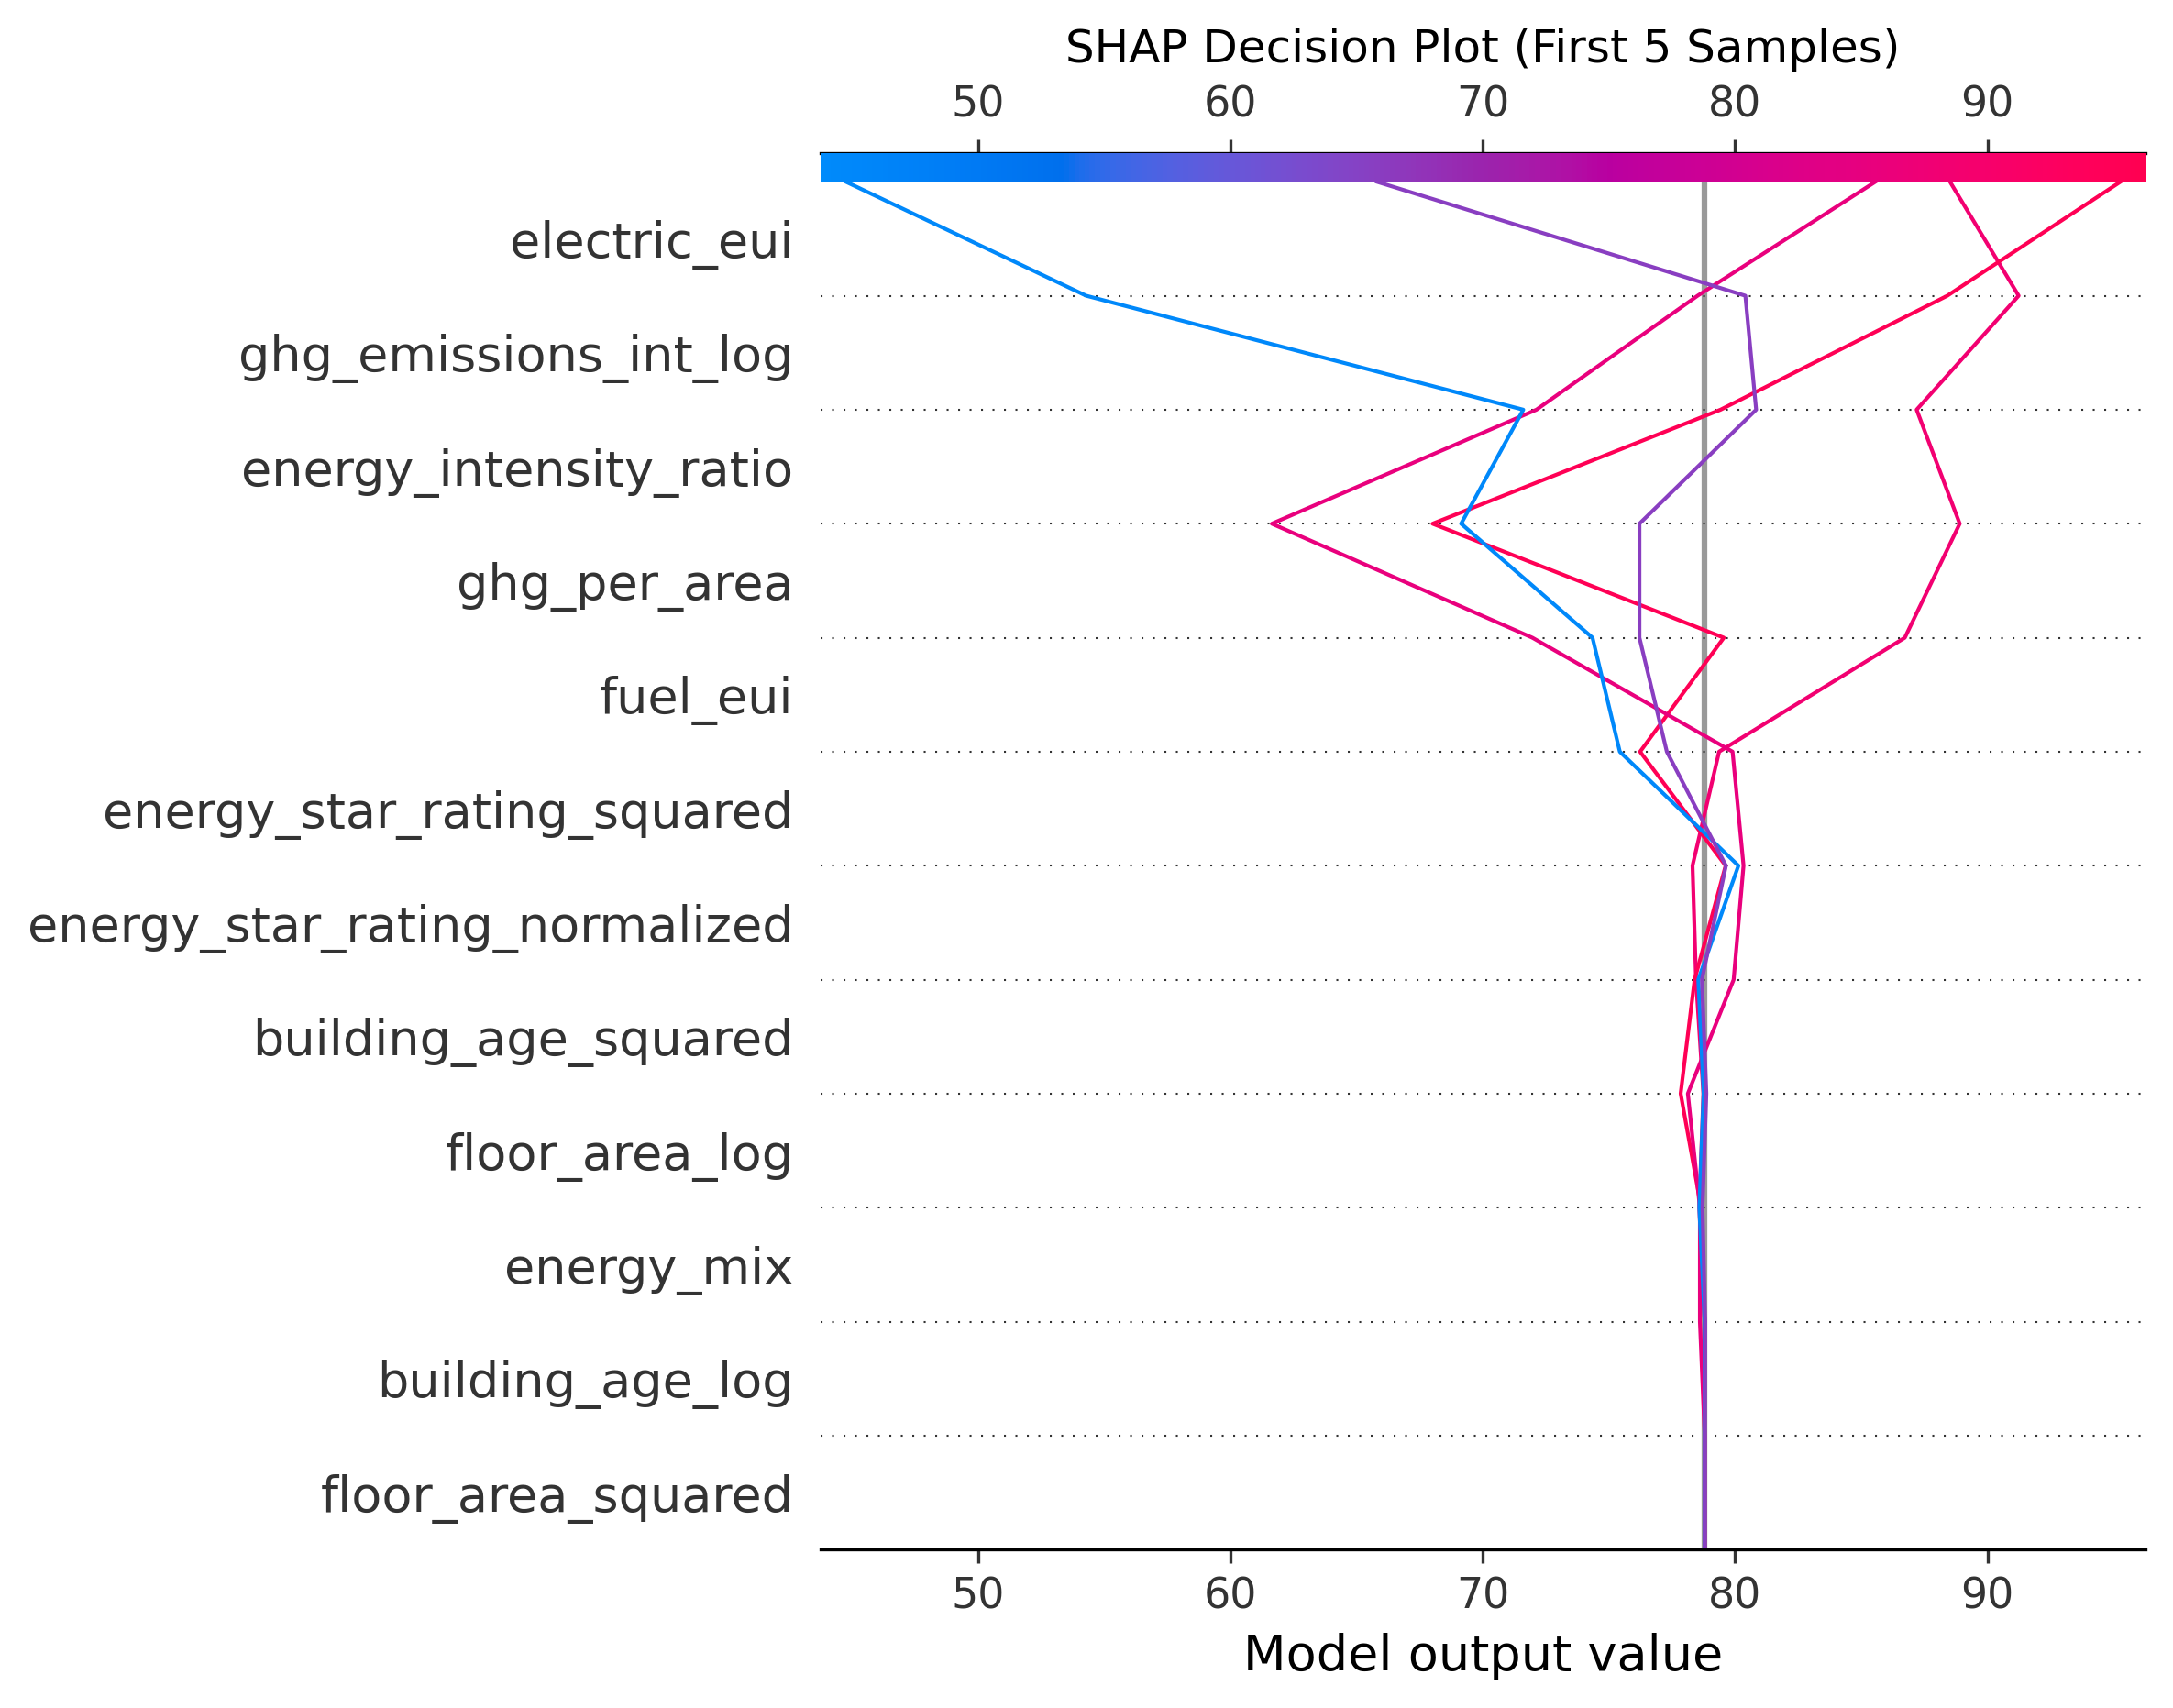 SHAP Decision Plot (First 5 Samples)
50 60 70 80 90
electric_eui
ghg_emissions_int_log
energy_intensity_ratio
ghg_per_area
fuel_eui
energy_star_rating_squared
energy_star_rating_normalized
building_age_squared
floor_area_log
energy_mix
building_age_log
floor_area_squared
50 60 70 80 90
Model output value